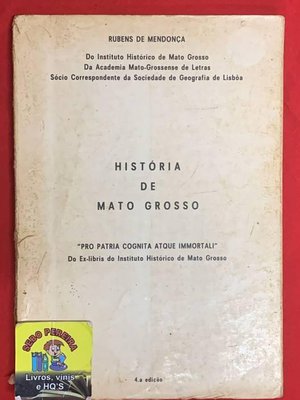 RUBENS DE MENDONÇA
Do Instituto Histórico de Mato Grosso
Da Academia Mato-Grossense de Letras
Sócio Correspondente da Sociedade de Geografia de Lisbôa
HISTÓRIA
DE
MATO GROSSO
"PRO PATRIA COGNITA ATQUE IMMORTALI"
Do Ex-libris do Instituto Histórico de Mato Grosso
SEBO PEREIRA
Livros, vinis
e HQ'S
4.a edição